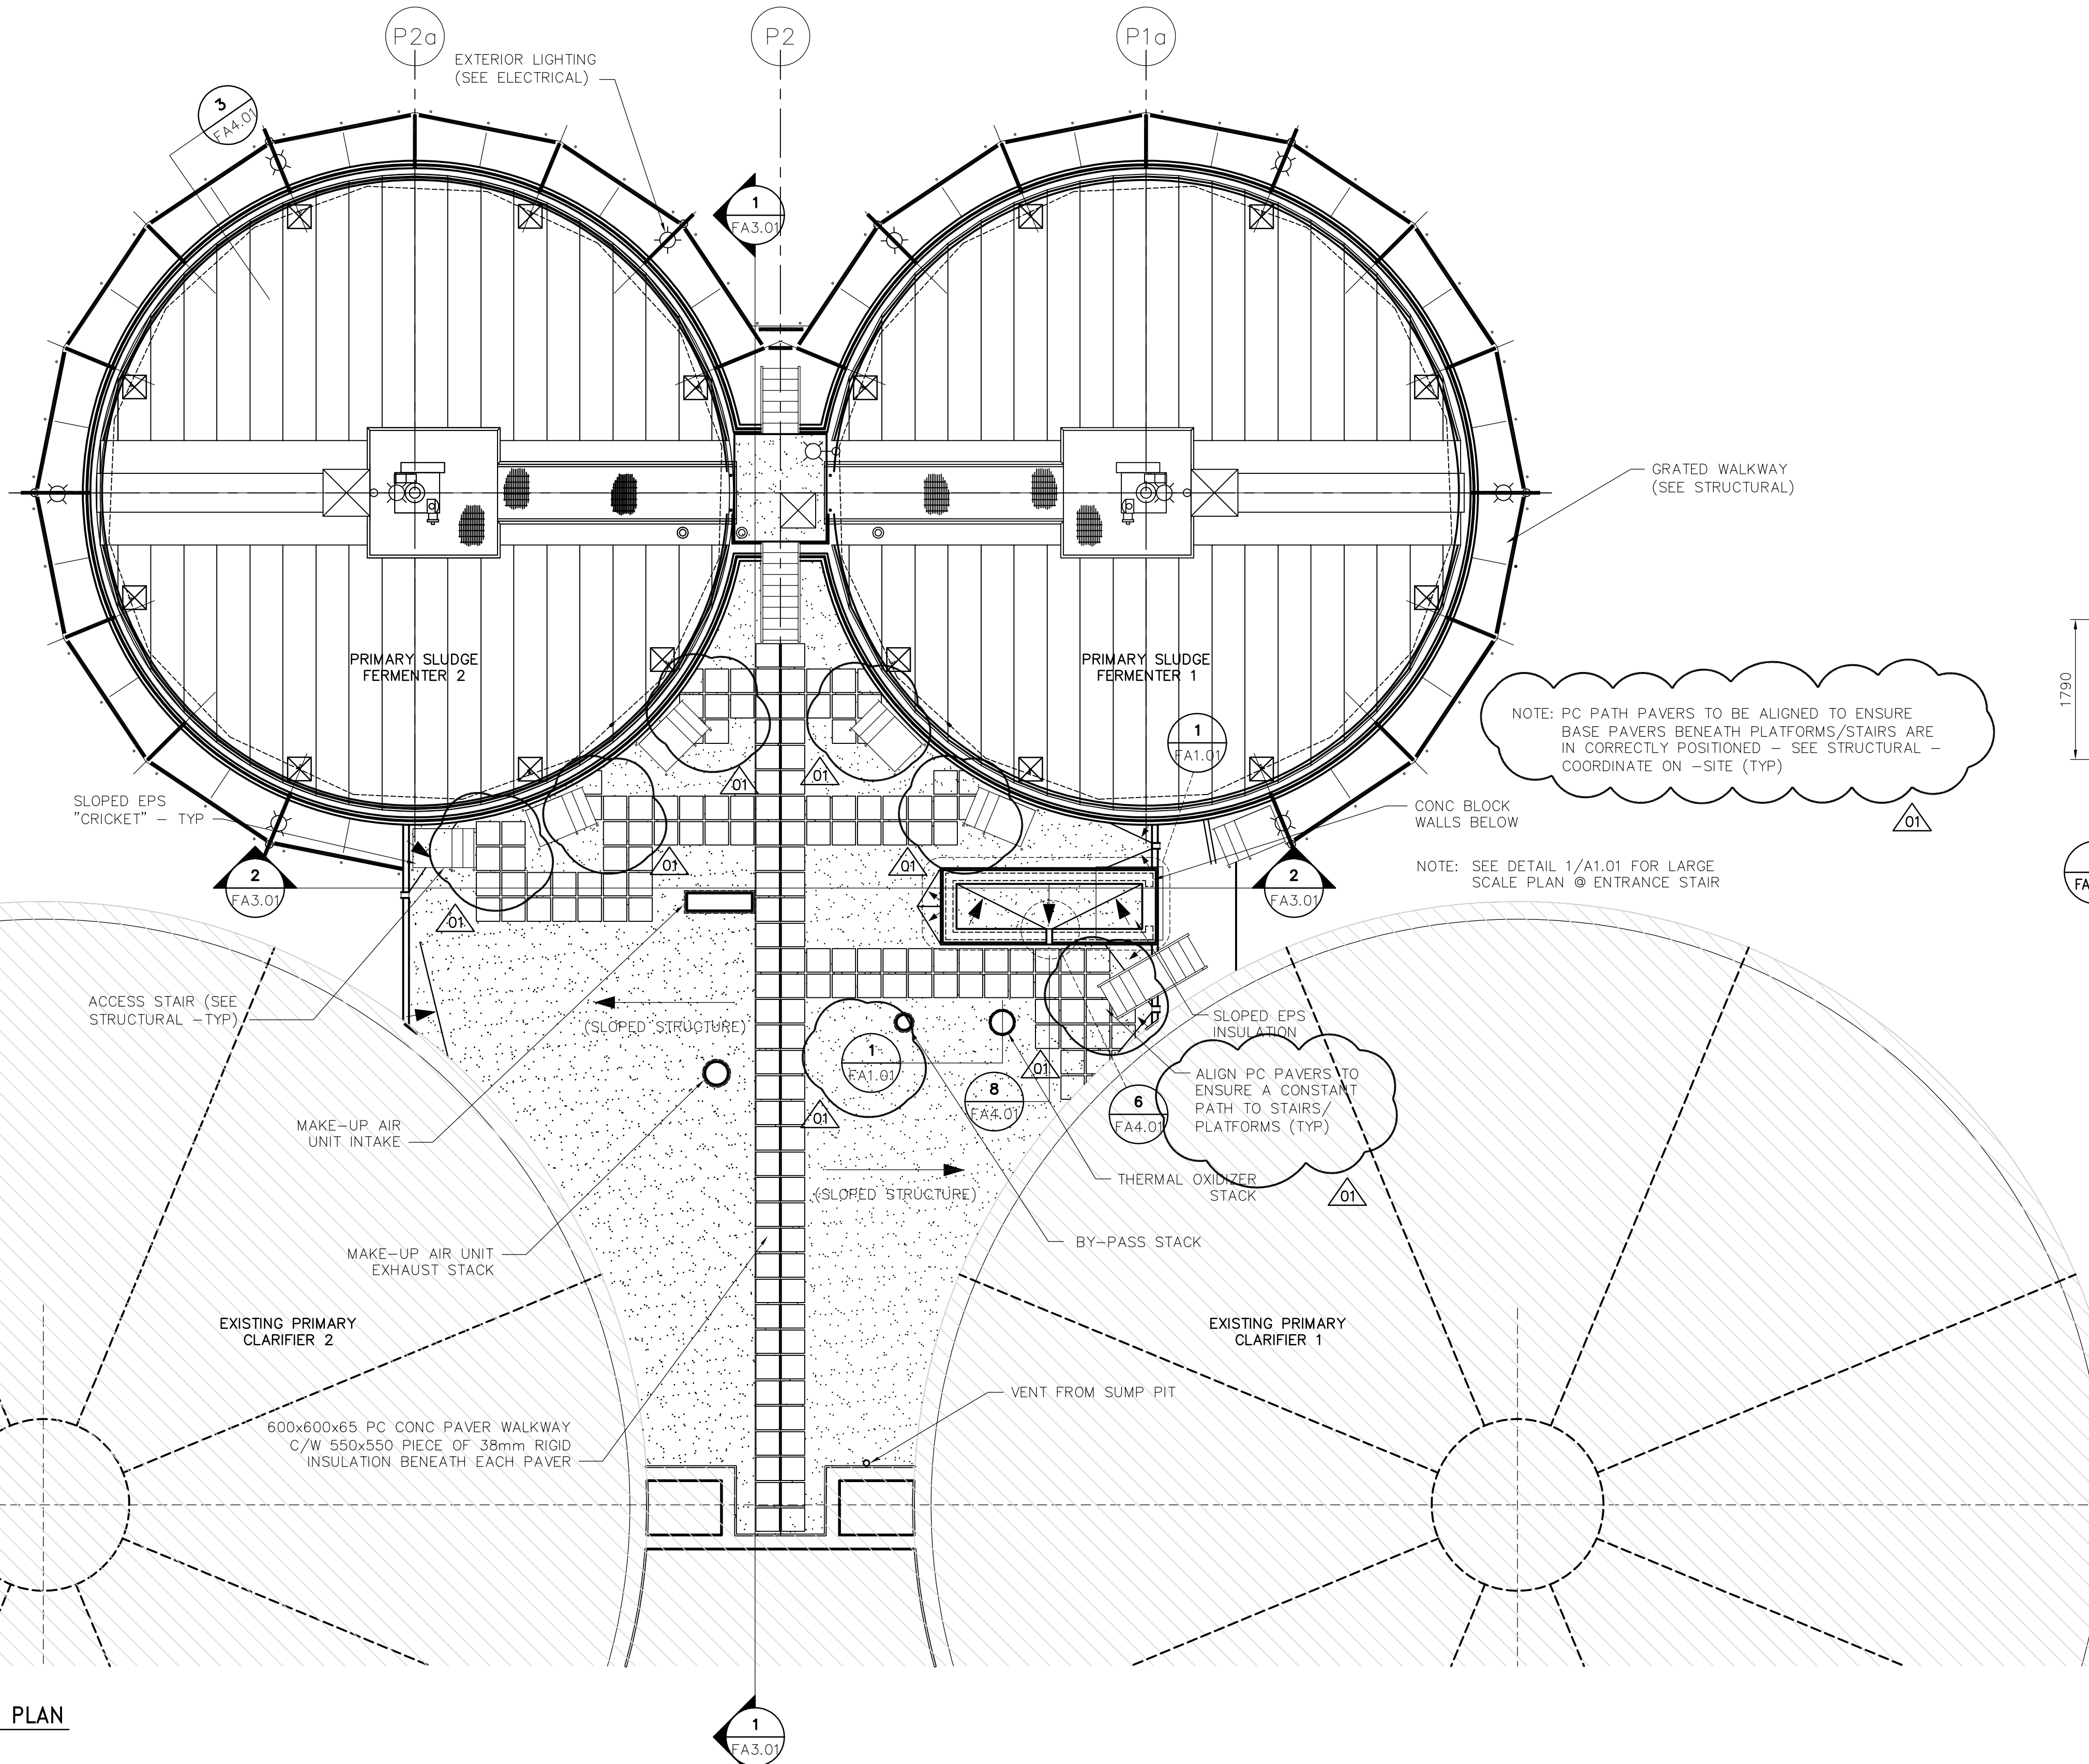 P2a
P2
P1a
EXTERIOR LIGHTING
(SEE ELECTRICAL)
3
FA4.01
1
FA3.01
GRATED WALKWAY
(SEE STRUCTURAL)
PRIMARY SLUDGE
FERMENTER 2
PRIMARY SLUDGE
FERMENTER 1
1790
NOTE: PC PATH PAVERS TO BE ALIGNED TO ENSURE
BASE PAVERS BENEATH PLATFORMS/STAIRS ARE
IN CORRECTLY POSITIONED – SEE STRUCTURAL –
COORDINATE ON –SITE (TYP)
01
1
FA1.01
01
01
SLOPED EPS
"CRICKET" – TYP
CONC BLOCK
WALLS BELOW
01
01
NOTE: SEE DETAIL 1/A1.01 FOR LARGE
SCALE PLAN @ ENTRANCE STAIR
2
FA3.01
2
FA3.01
FA
01
ACCESS STAIR (SEE
STRUCTURAL –TYP)
(SLOPED STRUCTURE)
SLOPED EPS
INSULATION
1
FA1.01
01
8
FA4.01
6
FA4.01
ALIGN PC PAVERS TO
ENSURE A CONSTANT
PATH TO STAIRS/
PLATFORMS (TYP)
01
01
MAKE–UP AIR
UNIT INTAKE
THERMAL OXIDIZER
STACK
(SLOPED STRUCTURE)
BY–PASS STACK
MAKE–UP AIR UNIT
EXHAUST STACK
EXISTING PRIMARY
CLARIFIER 2
EXISTING PRIMARY
CLARIFIER 1
VENT FROM SUMP PIT
600x600x65 PC CONC PAVER WALKWAY
C/W 550x550 PIECE OF 38mm RIGID
INSULATION BENEATH EACH PAVER
PLAN
1
FA3.01